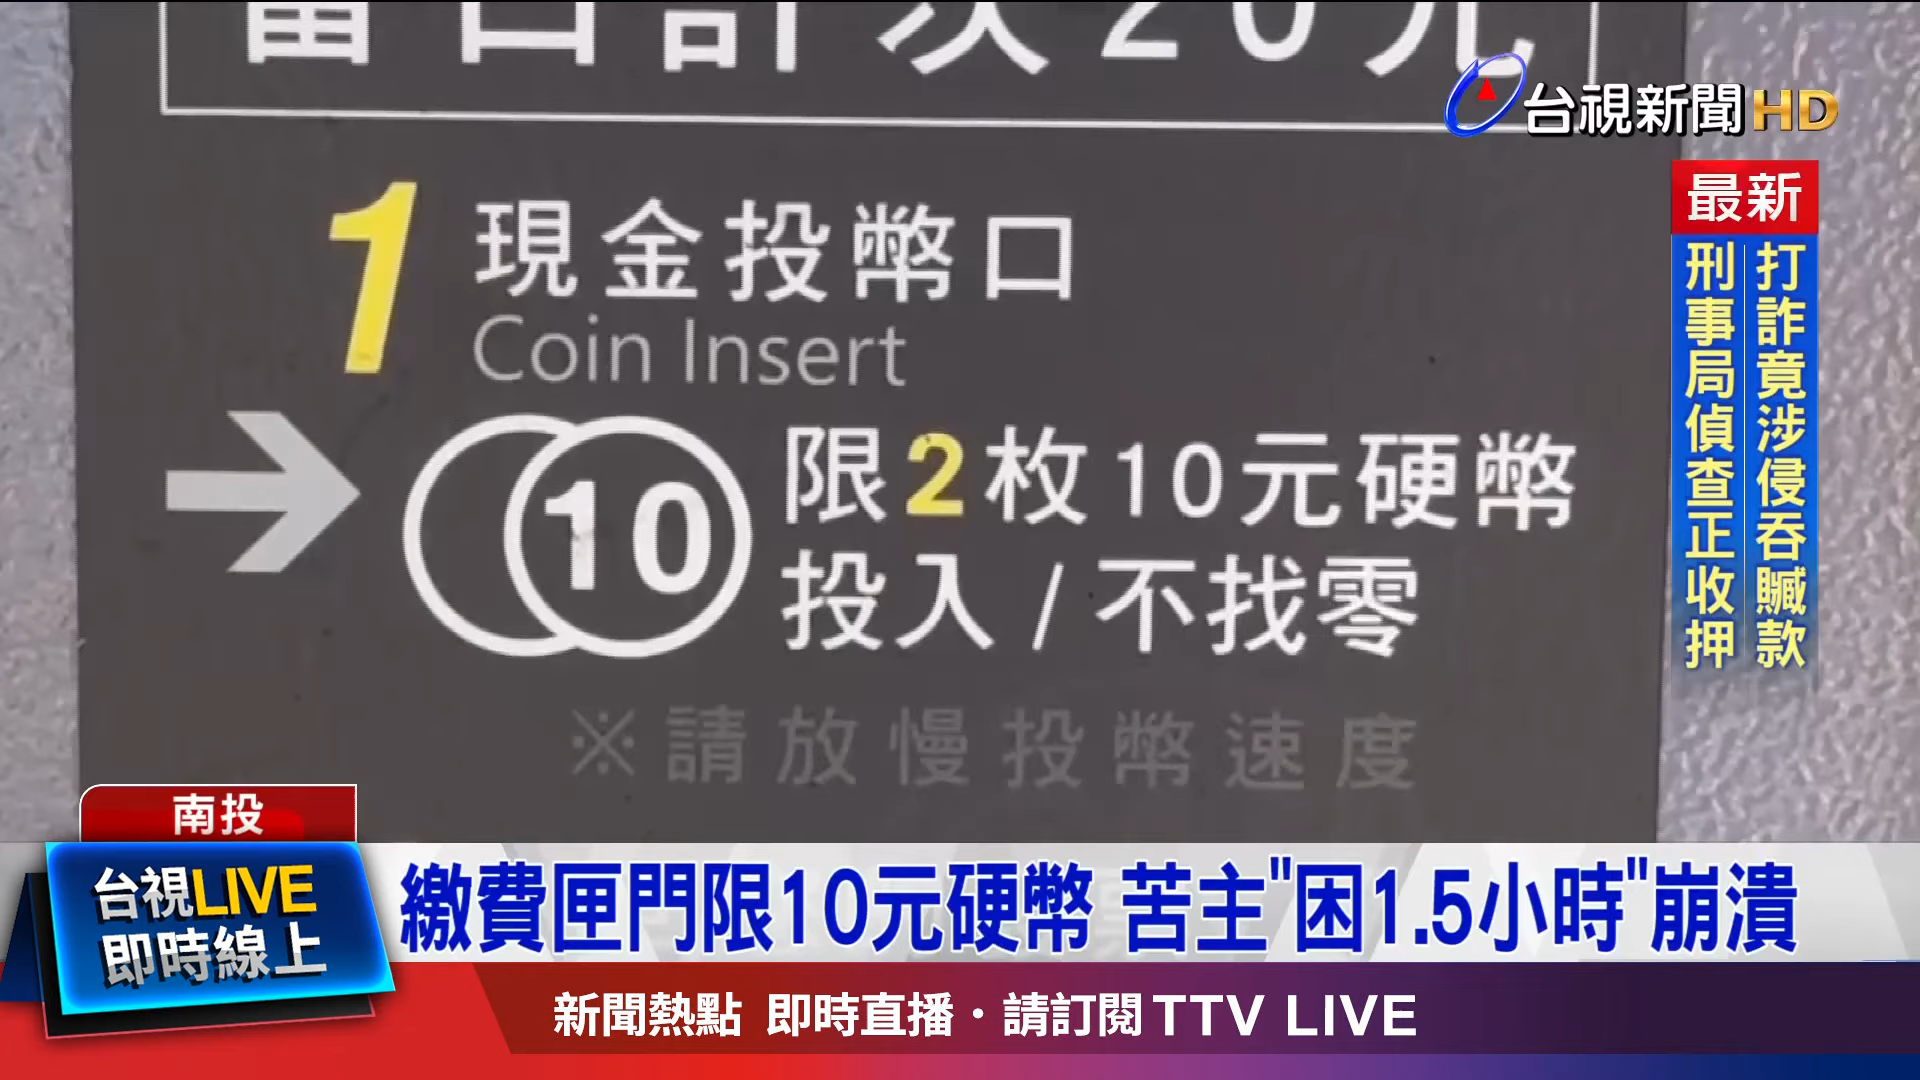 計次20元
台視新聞HD
最新
打詐竟涉侵吞贓款
刑事局偵查正收押
1 現金投幣口
Coin Insert
10 限2枚10元硬幣
投入 / 不找零
※請放慢投幣速度
南投
台視LIVE
即時線上
繳費匣門限10元硬幣 苦主"困1.5小時"崩潰
新聞熱點 即時直播・請訂閱TTV LIVE